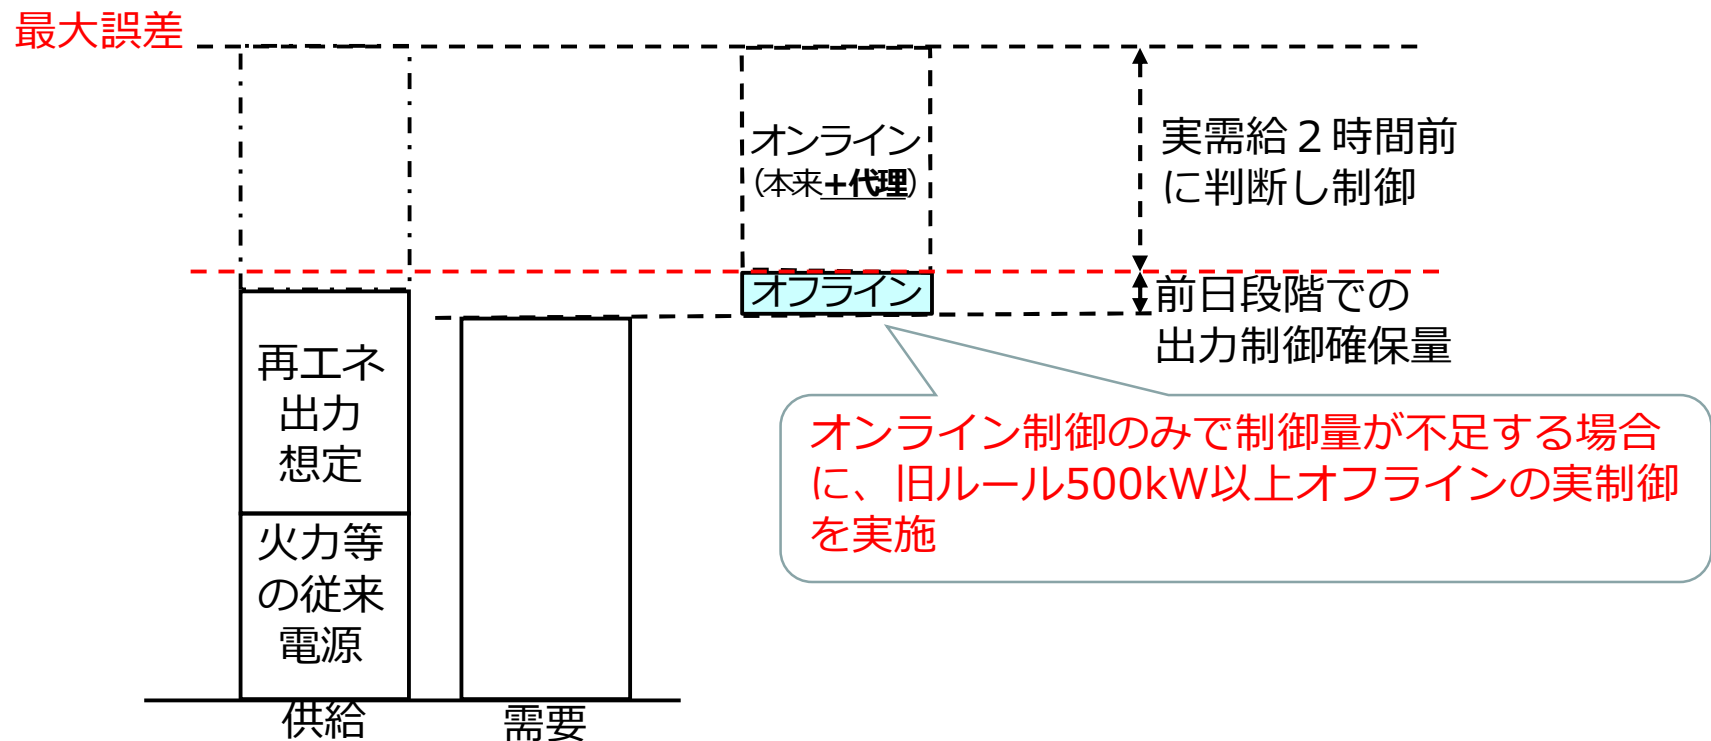 最大誤差
オンライン
（本来+代理）
実需給２時間前
に判断し制御
オフライン
前日段階での
出力制御確保量
再エネ
出力
想定
オンライン制御のみで制御量が不足する場合
に、旧ルール500kW以上オフラインの実制御
を実施
火力等
の従来
電源
供給
需要